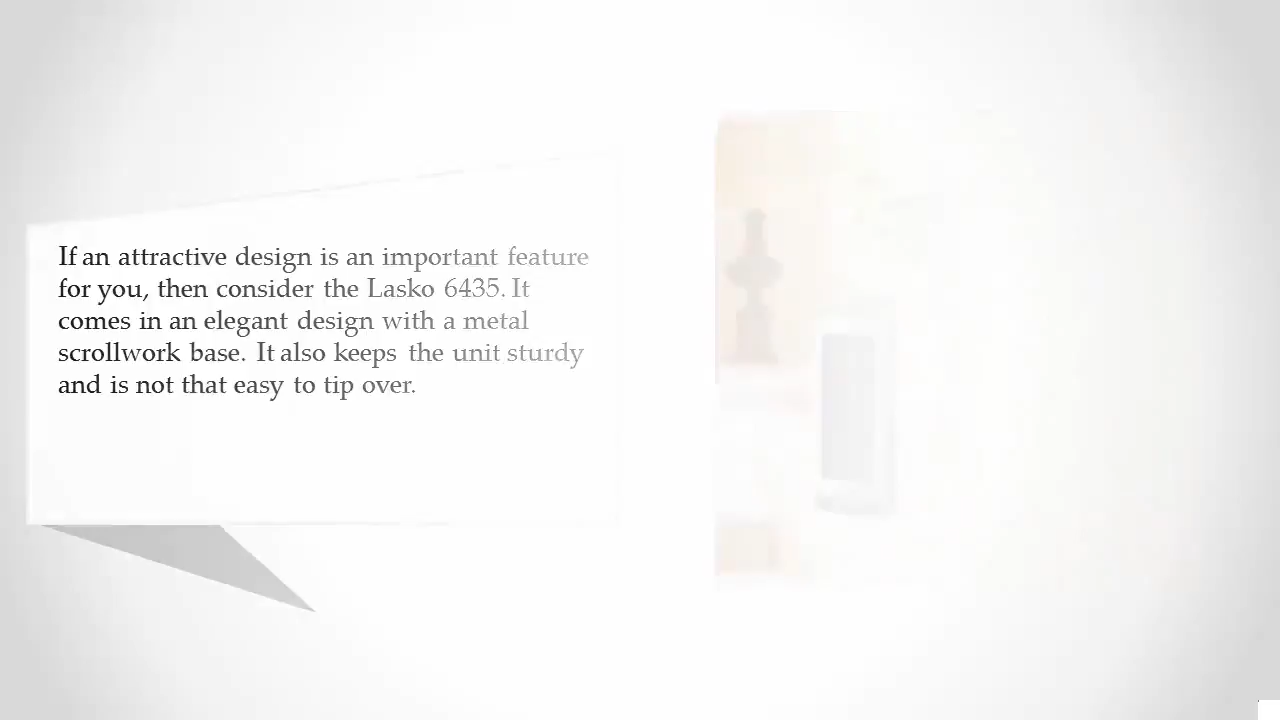 If an attractive design is an important feature
for you, then consider the Lasko 6435. It
comes in an elegant design with a metal
scrollwork base. It also keeps the unit sturdy
and is not that easy to tip over.